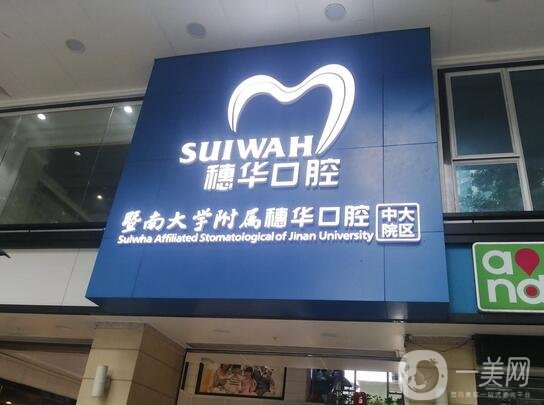 SUIWAH
穗华口腔
暨南大学附属穗华口腔 中大院区
Suiwha Affiliated Stomatological of Jinan University
a
nd
一美网